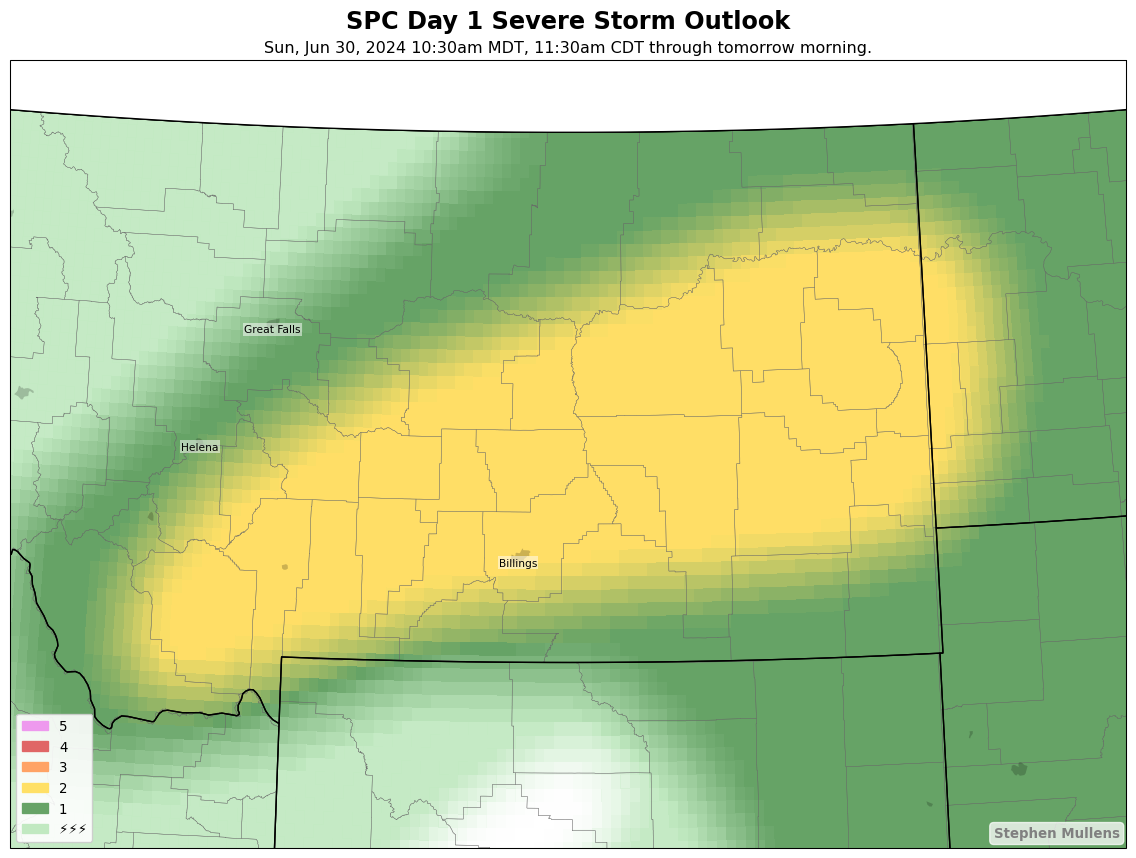 SPC Day 1 Severe Storm Outlook
Sun, Jun 30, 2024 10:30am MDT, 11:30am CDT through tomorrow morning.
Great Falls
Helena
Billings
5
4
3
2
1
⚡⚡⚡
Stephen Mullens